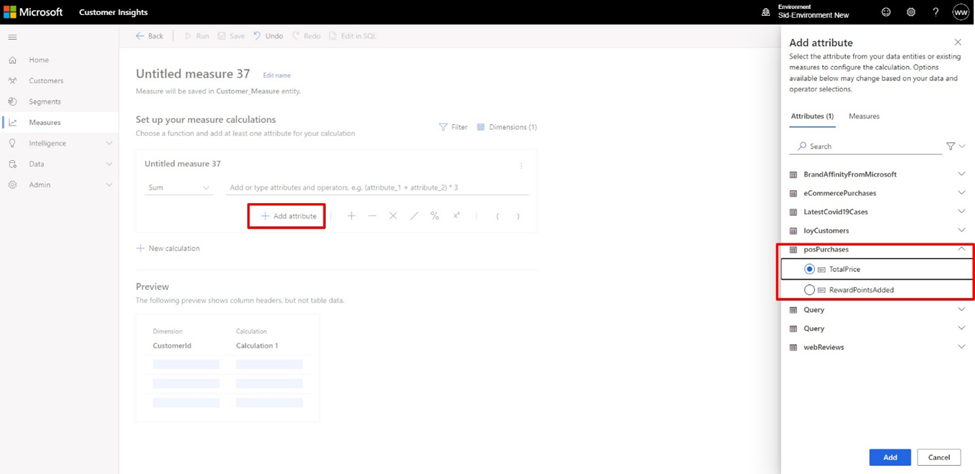 Microsoft Customer Insights
Environment
Sid-Environment New
? WW
Home
Customers
Segments
Measures
Intelligence
Data
Admin
Back Run Save Undo Redo Edit in SQL
Untitled measure 37 Edit name
Measure will be saved in Customer_Measure entity.
Set up your measure calculations
Choose a function and add at least one attribute for your calculation
Filter Dimensions (1)
Untitled measure 37
Sum Add or type attributes and operators, e.g. (attribute_1 + attribute_2) * 3
+ Add attribute + — × / % x² ( )
+ New calculation
Preview
The following preview shows column headers, but not table data.
Dimension Calculation
CustomerId Calculation 1
Add attribute
Select the attribute from your data entities or existing
measures to configure the calculation. Options
available below may change based on your data and
operator selections.
Attributes (1) Measures
Search
BrandAffinityFromMicrosoft
eCommercePurchases
LatestCovid19Cases
loyCustomers
posPurchases
TotalPrice
RewardPointsAdded
Query
Query
webReviews
Add Cancel